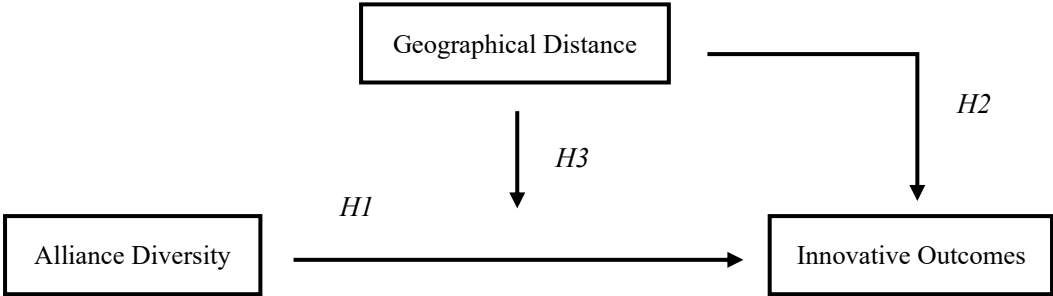 Geographical Distance
H2
H3
H1
Alliance Diversity
Innovative Outcomes